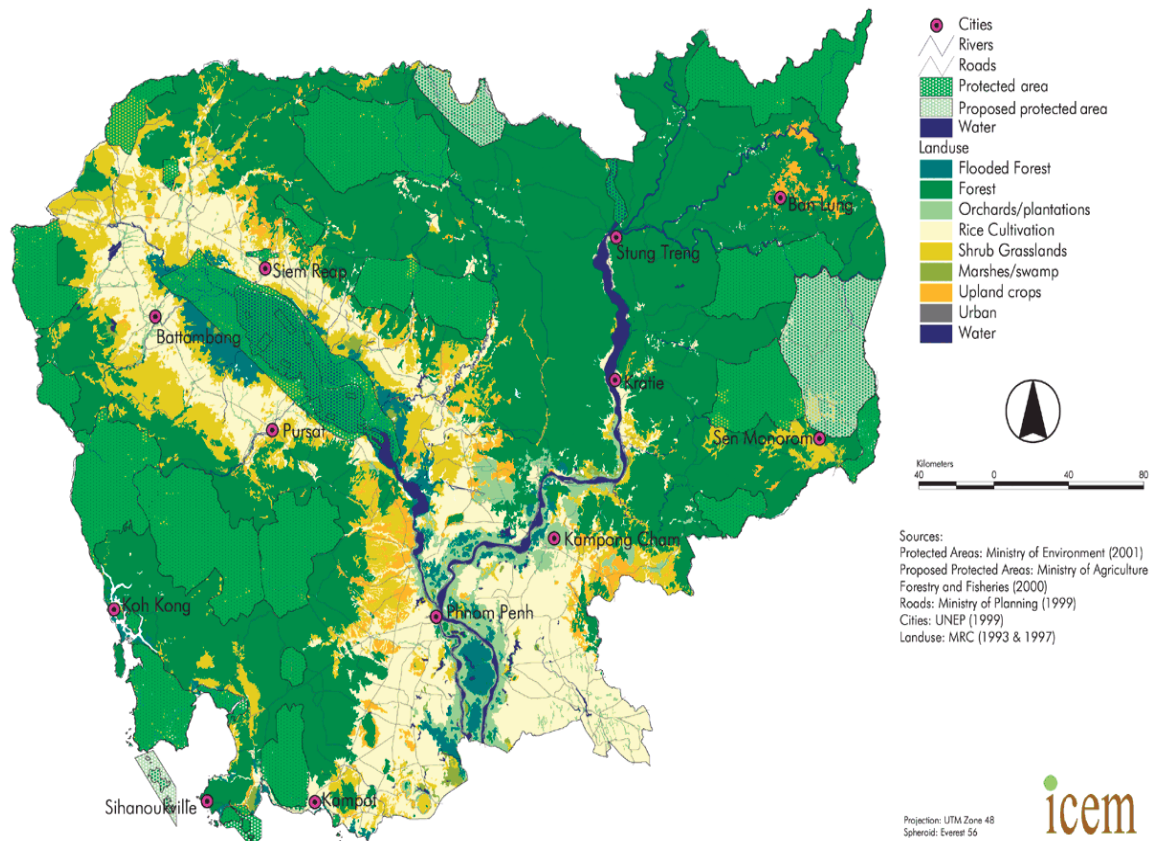 Cities
Rivers
Roads
Protected area
Proposed protected area
Water
Landuse
Flooded Forest
Forest
Orchards/plantations
Rice Cultivation
Shrub Grasslands
Marshes/swamp
Upland crops
Urban
Water
Ban Lung
Stung Treng
Siem Reap
Battambang
Kratie
Pursat
Sen Monorom
Kampong Cham
Koh Kong
Phnom Penh
Sihanoukville
Kampot
Kilometers
40 0 40 80
Sources:
Protected Areas: Ministry of Environment (2001)
Proposed Protected Areas: Ministry of Agriculture
Forestry and Fisheries (2000)
Roads: Ministry of Planning (1999)
Cities: UNEP (1999)
Landuse: MRC (1993 & 1997)
Projection: UTM Zone 48
Spheroid: Everest 56
icem